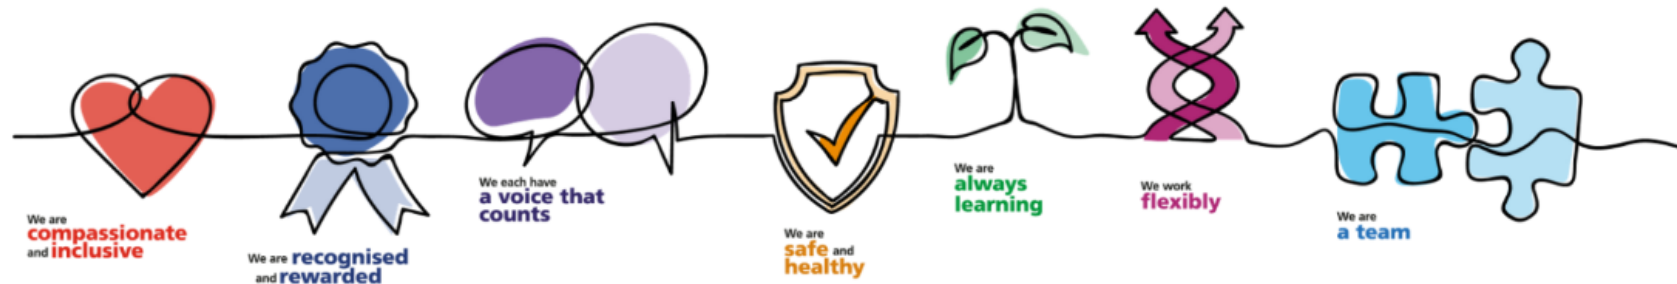 We are
compassionate
and inclusive
We are recognised
and rewarded
We each have
a voice that
counts
We are
safe and
healthy
We are
always
learning
We work
flexibly
We are
a team